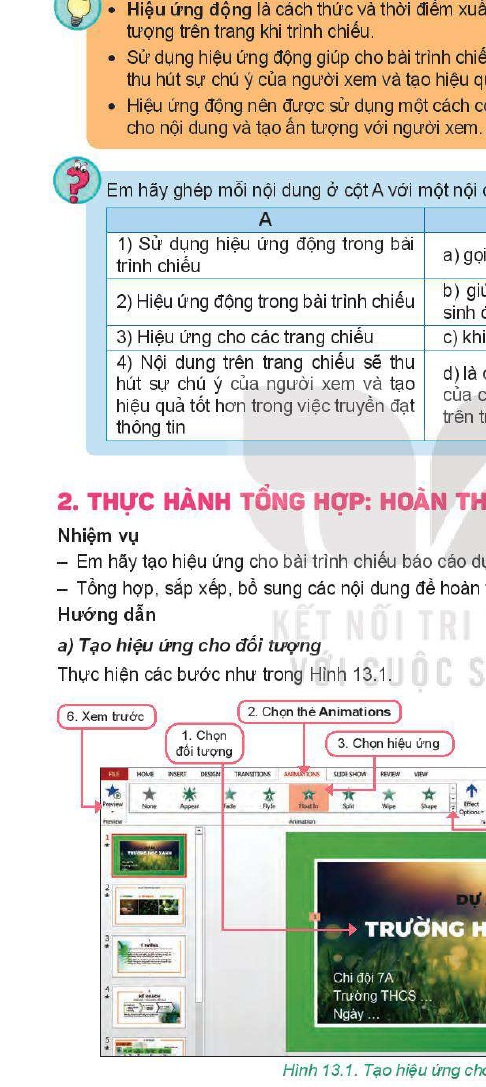 • Hiệu ứng động là cách thức và thời điểm xuấ
tượng trên trang khi trình chiếu.
• Sử dụng hiệu ứng động giúp cho bài trình chiế
thu hút sự chú ý của người xem và tạo hiệu q
• Hiệu ứng động nên được sử dụng một cách c
cho nội dung và tạo ấn tượng với người xem.
Em hãy ghép mỗi nội dung ở cột A với một nội
A
1) Sử dụng hiệu ứng động trong bài
trình chiếu
a) gọi
2) Hiệu ứng động trong bài trình chiếu
b) giú
sinh
3) Hiệu ứng cho các trang chiếu
c) khi
4) Nội dung trên trang chiếu sẽ thu
hút sự chú ý của người xem và tạo
hiệu quả tốt hơn trong việc truyền đạt
thông tin
d) là
của c
trên
2. THỰC HÀNH TỔNG HỢP: HOÀN TH
Nhiệm vụ
– Em hãy tạo hiệu ứng cho bài trình chiếu báo cáo dự
– Tổng hợp, sắp xếp, bổ sung các nội dung để hoàn
Hướng dẫn
KẾT NỐI TRI
a) Tạo hiệu ứng cho đối tượng
VỚI CUỘC S
Thực hiện các bước như trong Hình 13.1.
6. Xem trước
2. Chọn thẻ Animations
1. Chọn
đối tượng
3. Chọn hiệu ứng
FILE HOME INSERT DESIGN TRANSITIONS ANIMATIONS SLIDE SHOW REVIEW VIEW
Preview None Appear Fade Fly In Float In Split Wipe Shape Effect
Options
Preview Animation
1
TRƯỜNG HỌC XANH
2
3
4
KẾ HOẠCH
5
DỰ
TRƯỜNG H
Chi đội 7A
Trường THCS ...
Ngày ...
Hình 13.1. Tạo hiệu ứng cho